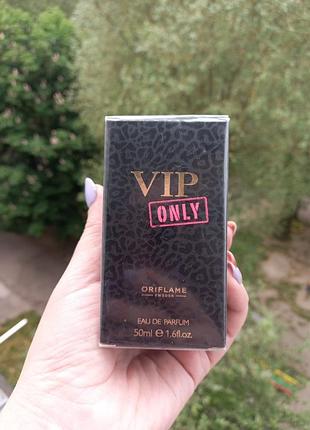 VIP
ONLY
ORIFLAME
SWEDEN
EAU DE PARFUM
50ml ℮ 1.6fl.oz.